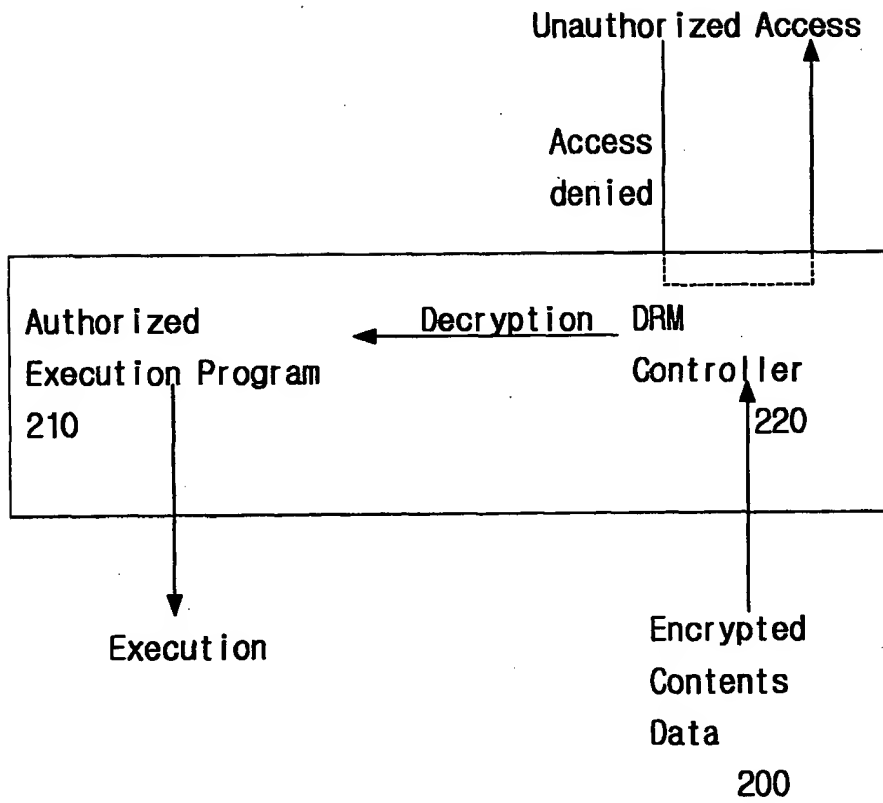 Unauthorized Access
Access
denied
Authorized
Execution Program
210
Decryption
DRM
Controller
220
Execution
Encrypted
Contents
Data
200